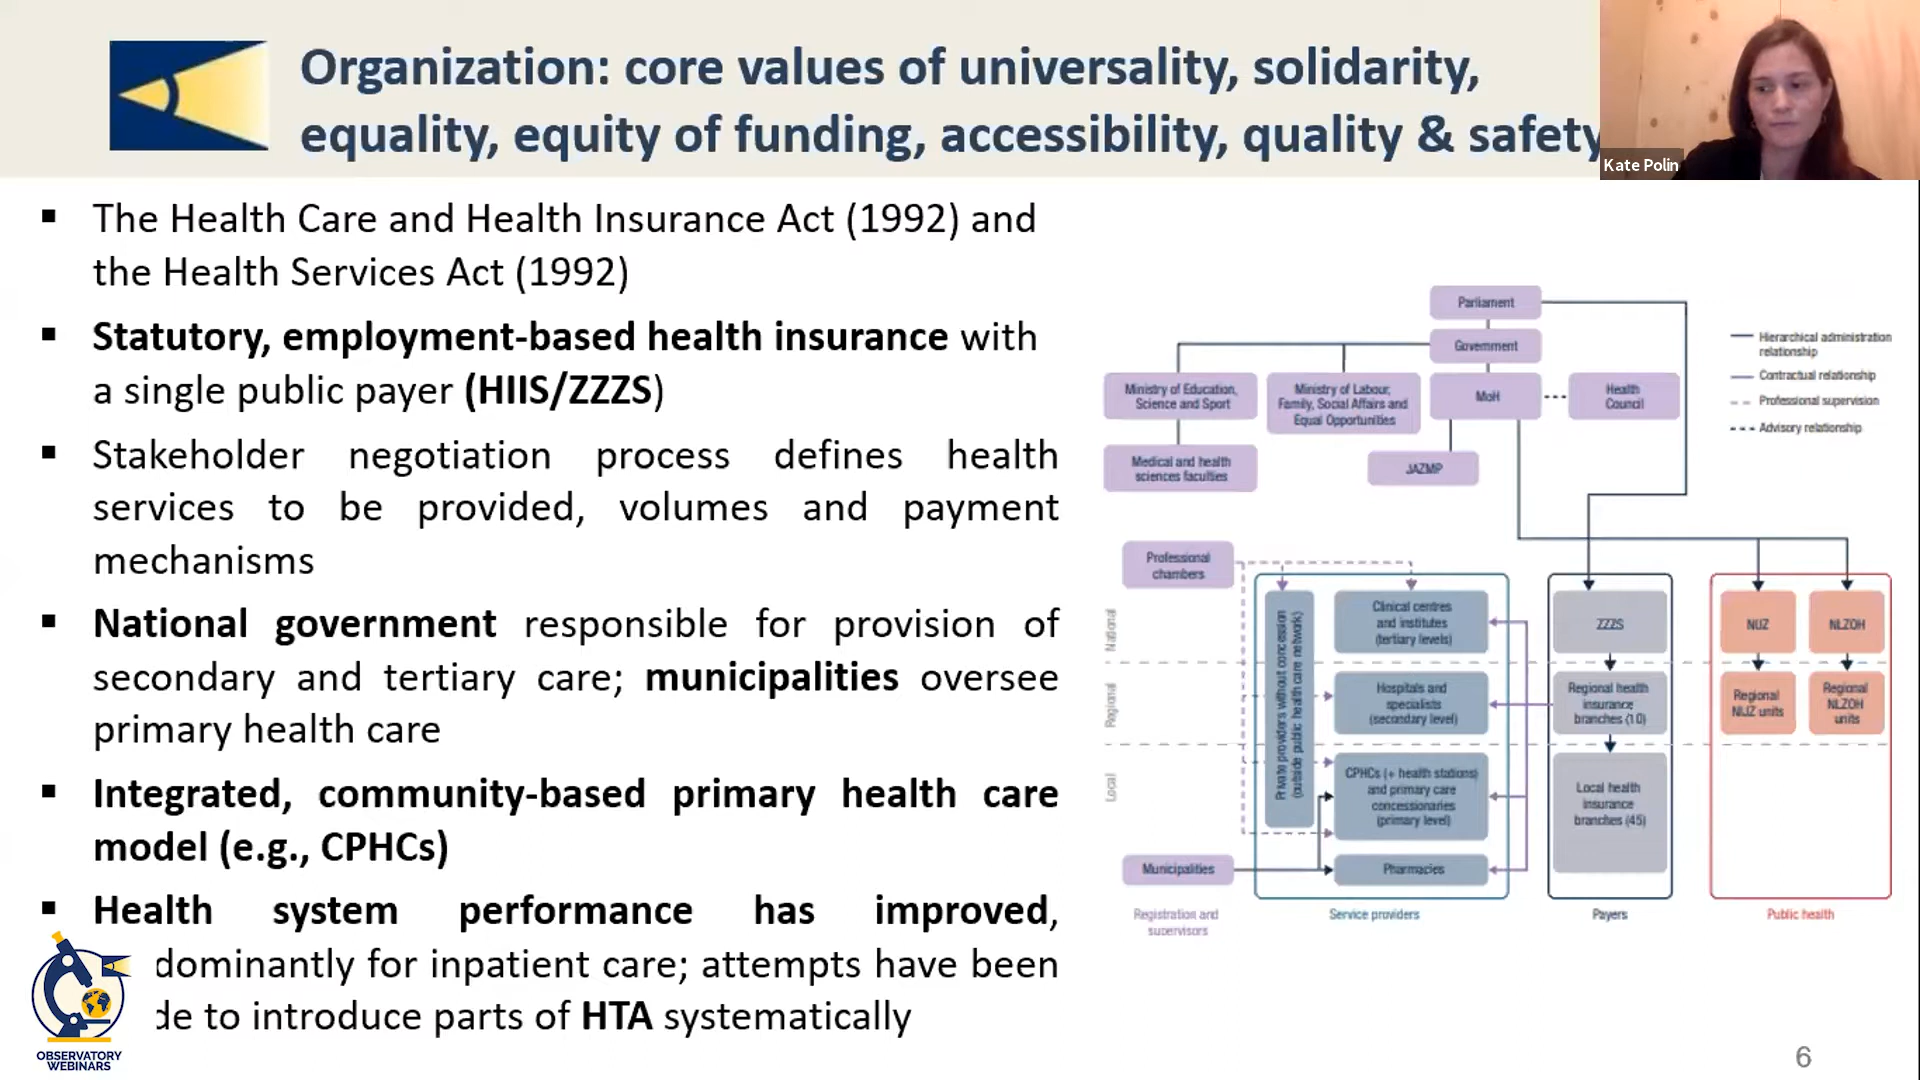 Organization: core values of universality, solidarity,
equality, equity of funding, accessibility, quality & safety
Kate Polin
▪ The Health Care and Health Insurance Act (1992) and
the Health Services Act (1992)
▪ Statutory, employment-based health insurance with
a single public payer (HIIS/ZZZS)
▪ Stakeholder negotiation process defines health
services to be provided, volumes and payment
mechanisms
▪ National government responsible for provision of
secondary and tertiary care; municipalities oversee
primary health care
▪ Integrated, community-based primary health care
model (e.g., CPHCs)
▪ Health system performance has improved,
dominantly for inpatient care; attempts have been
de to introduce parts of HTA systematically
OBSERVATORY
WEBINARS
Parliament
Government
Ministry of Education,
Science and Sport
Ministry of Labour,
Family, Social Affairs and
Equal Opportunities
MoH
Health
Council
Medical and health
sciences faculties
JAZMP
Hierarchical administration
relationship
Contractual relationship
Professional supervision
Advisory relationship
Professional
chambers
National
Regional
Local
Private providers without concession
(outside public health care network)
Clinical centres
and institutes
(tertiary levels)
Hospitals and
specialists
(secondary level)
CPHCs (+ health stations)
and primary care
concessionaries
(primary level)
Pharmacies
Municipalities
ZZZS
Regional health
insurance
branches (10)
Local health
insurance
branches (45)
NIJZ
NLZOH
Regional
NIJZ units
Regional
NLZOH
units
Registration and
supervisors
Service providers
Payers
Public health
6